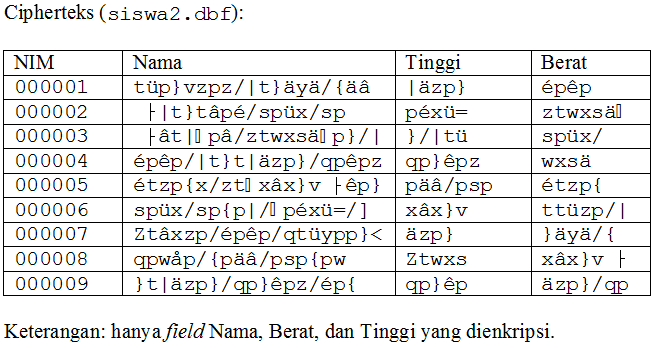 Cipherteks (siswa2.dbf):
NIM Nama Tinggi Berat
000001 tüp}vzpz/|t}äyä/{äâ |äzp} épêp
000002 ├|t}tâpé/spüx/sp péxü= ztwxsä▯
000003 ├ât|▯pâ/ztwxsä▯p}/| }/|tü spüx/
000004 épêp/|t}t|äzp}/qpêpz qp}êpz wxsä
000005 étzp{x/zt▯xâx}v ├êp} päâ/psp étzp{
000006 spüx/sp{p|/▯péxü=/] xâx}v ttüzp/|
000007 Ztâxzp/épêp/qtüypp}< äzp} }äyä/{
000008 qpwåp/{päâ/psp{pw Ztwxs xâx}v ├
000009 }t|äzp}/qp}êpz/ép{ qp}êp äzp}/qp
Keterangan: hanya field Nama, Berat, dan Tinggi yang dienkripsi.